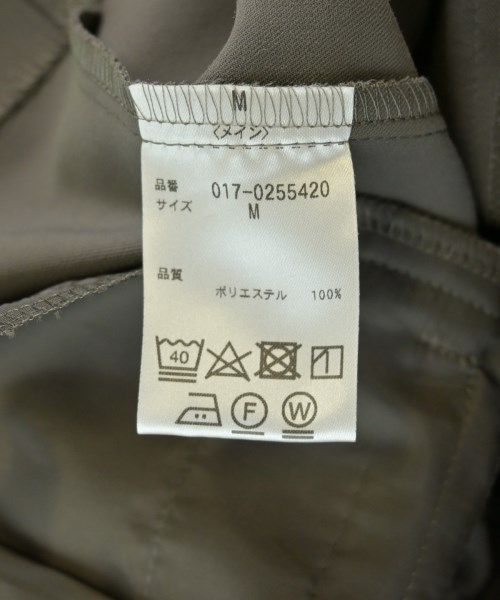 M
〈メイン〉
品番 017-0255420
サイズ M
品質
ポリエステル 100%
40
F W